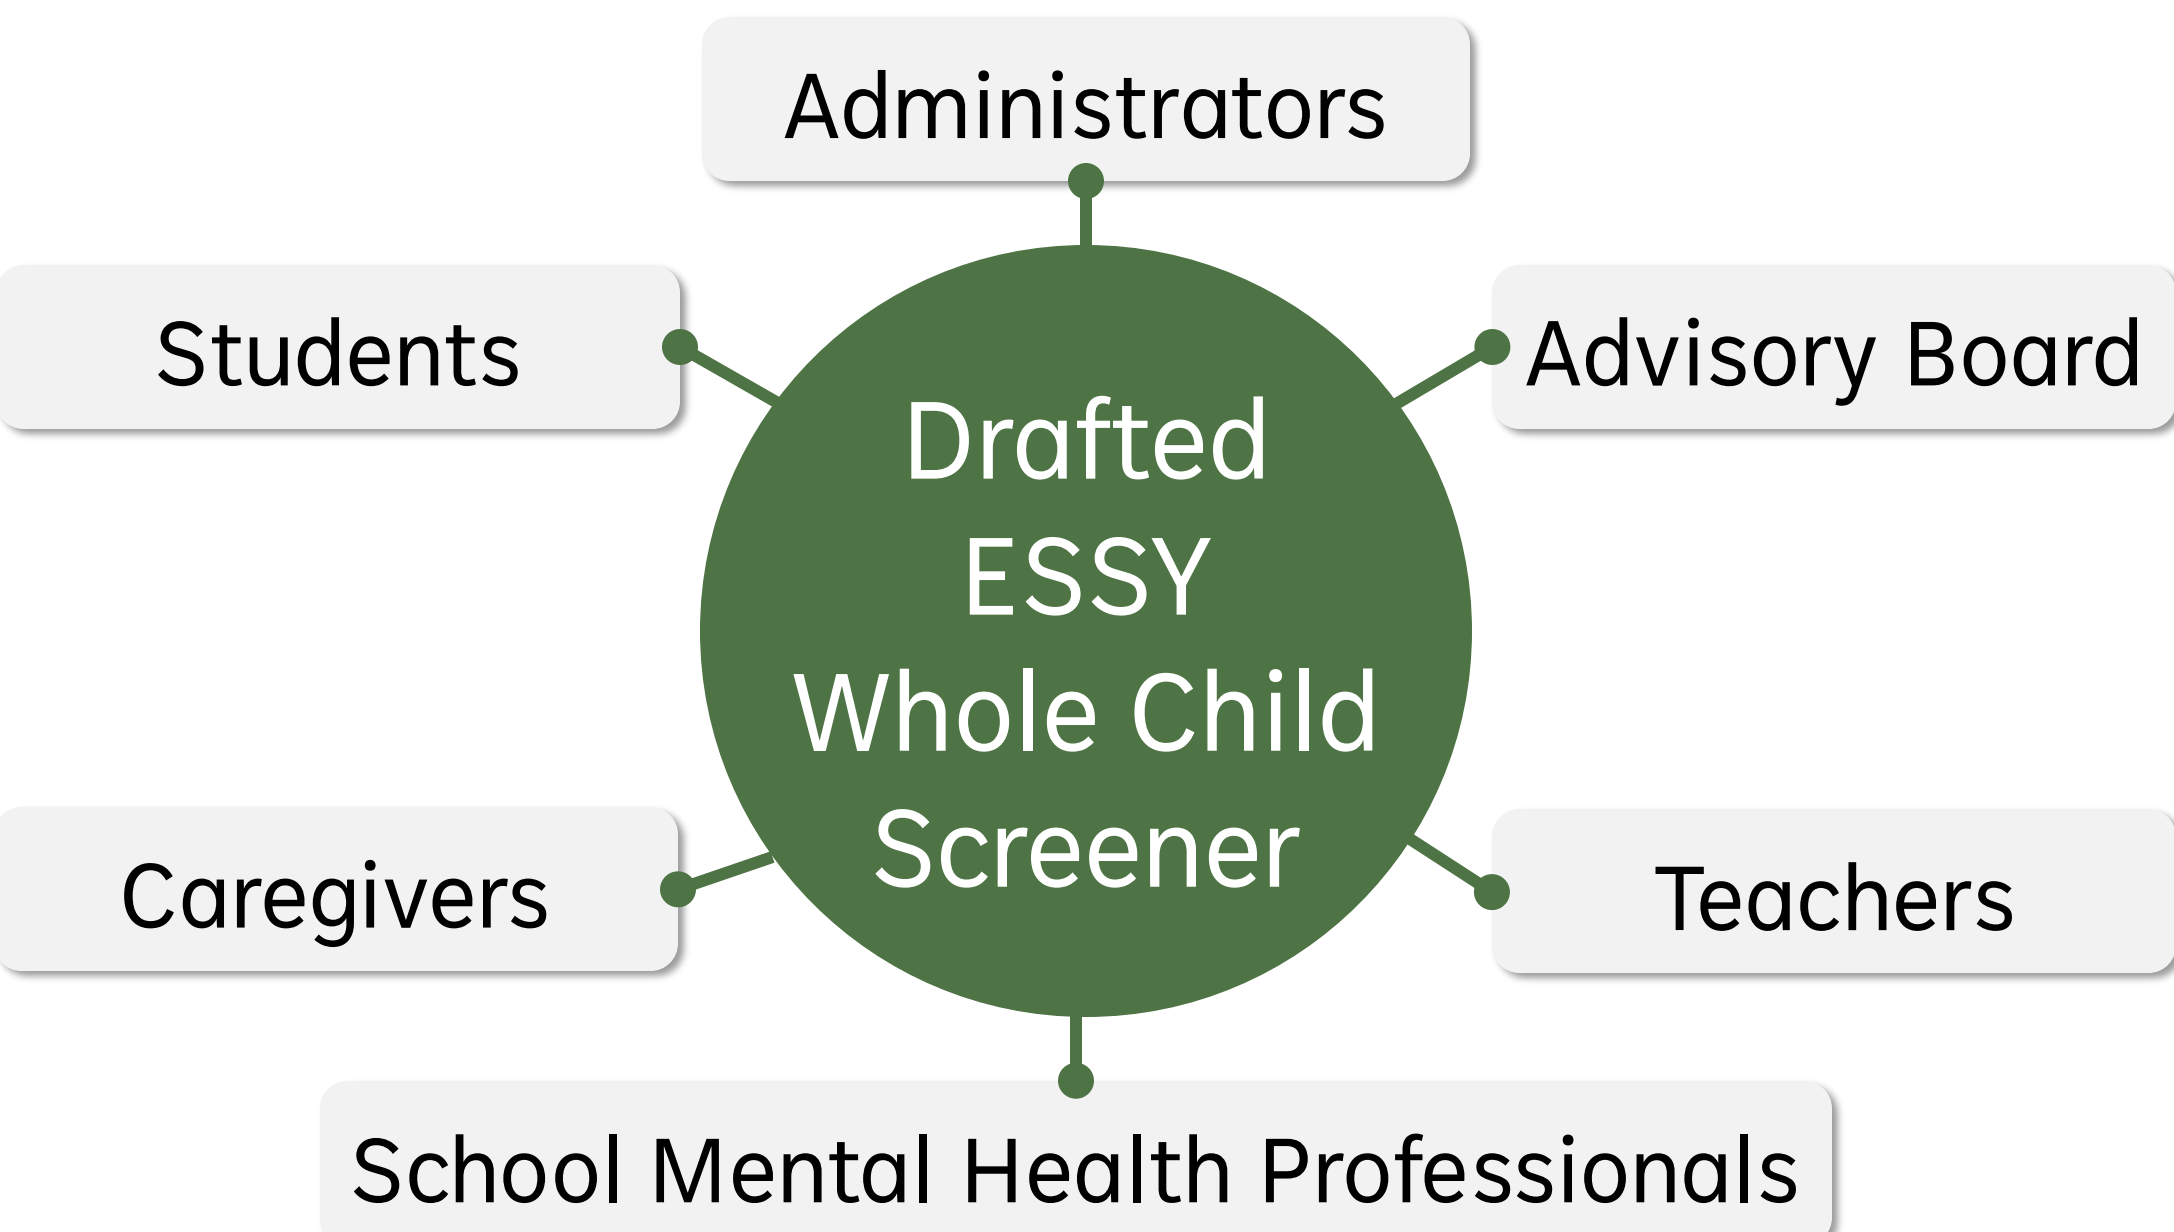 Administrators
Students
Advisory Board
Drafted
ESSY
Whole Child
Screener
Caregivers
Teachers
School Mental Health Professionals